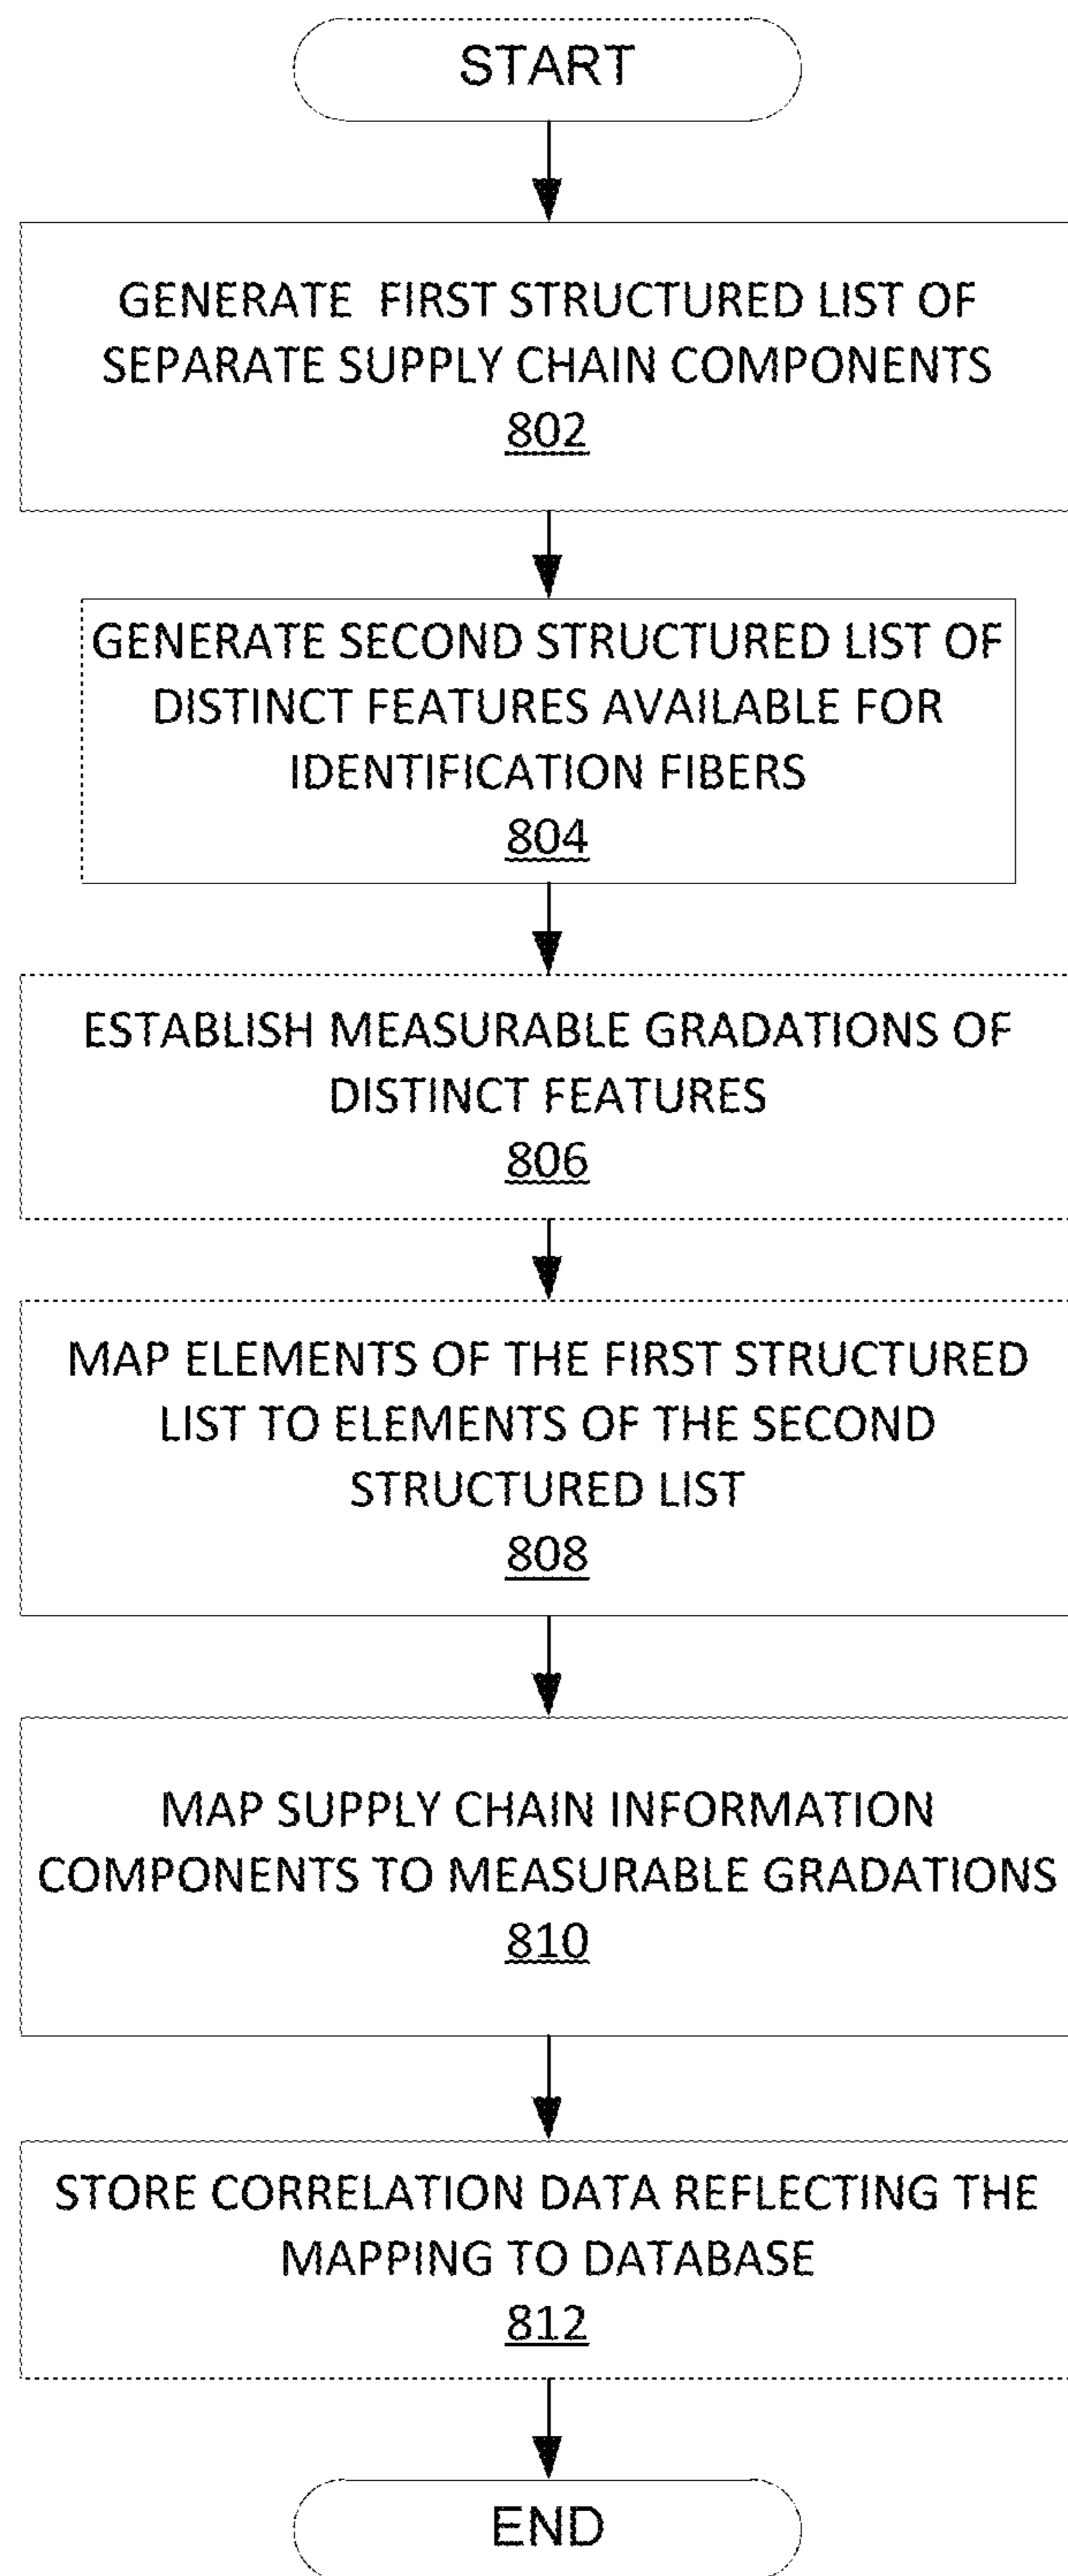 START
GENERATE FIRST STRUCTURED LIST OF
SEPARATE SUPPLY CHAIN COMPONENTS
802
GENERATE SECOND STRUCTURED LIST OF
DISTINCT FEATURES AVAILABLE FOR
IDENTIFICATION FIBERS
804
ESTABLISH MEASURABLE GRADATIONS OF
DISTINCT FEATURES
806
MAP ELEMENTS OF THE FIRST STRUCTURED
LIST TO ELEMENTS OF THE SECOND
STRUCTURED LIST
808
MAP SUPPLY CHAIN INFORMATION
COMPONENTS TO MEASURABLE GRADATIONS
810
STORE CORRELATION DATA REFLECTING THE
MAPPING TO DATABASE
812
END